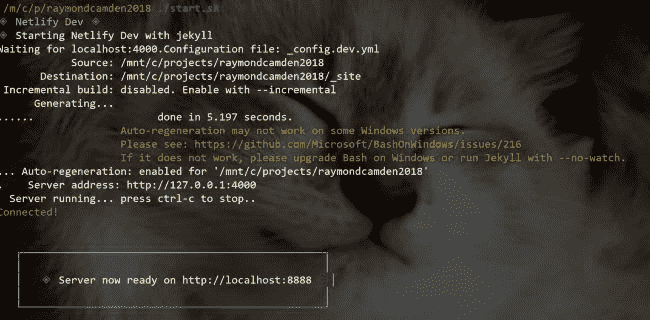 /m/c/p/raymondcamden2018 ./start.sh
◈ Netlify Dev ◈
◈ Starting Netlify Dev with jekyll
Waiting for localhost:4000.Configuration file: _config.dev.yml
Source: /mnt/c/projects/raymondcamden2018
Destination: /mnt/c/projects/raymondcamden2018/_site
Incremental build: disabled. Enable with --incremental
Generating...
...... done in 5.197 seconds.
Auto-regeneration may not work on some Windows versions.
Please see: https://github.com/Microsoft/BashOnWindows/issues/216
If it does not work, please upgrade Bash on Windows or run Jekyll with --no-watch.
... Auto-regeneration: enabled for '/mnt/c/projects/raymondcamden2018'
. Server address: http://127.0.0.1:4000
Server running... press ctrl-c to stop..
Connected!
◈ Server now ready on http://localhost:8888